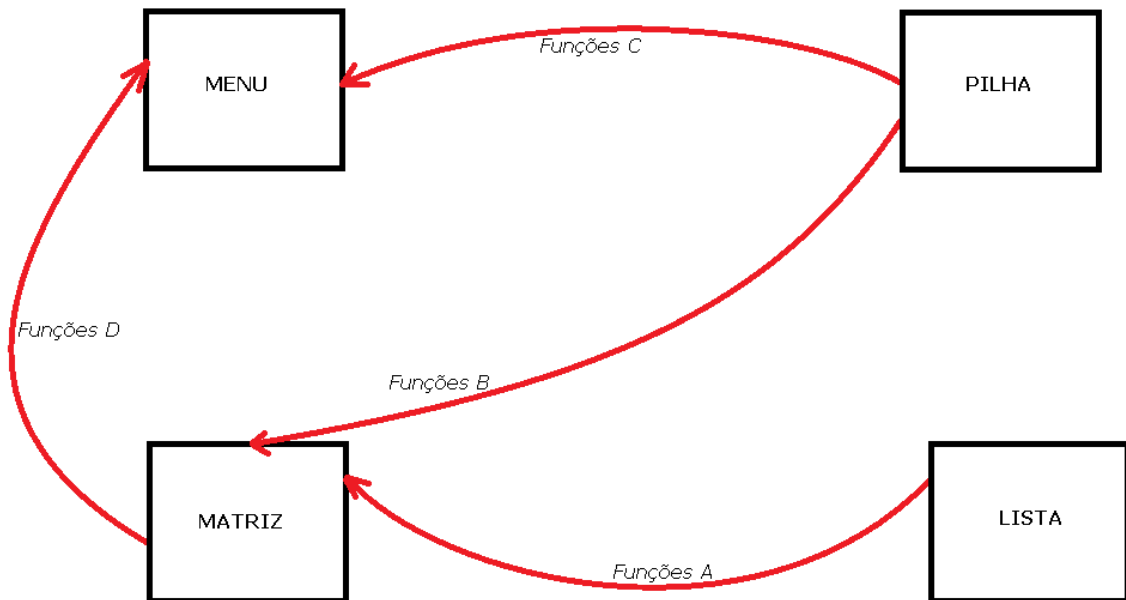 Funções C
MENU
PILHA
Funções D
Funções B
MATRIZ
LISTA
Funções A